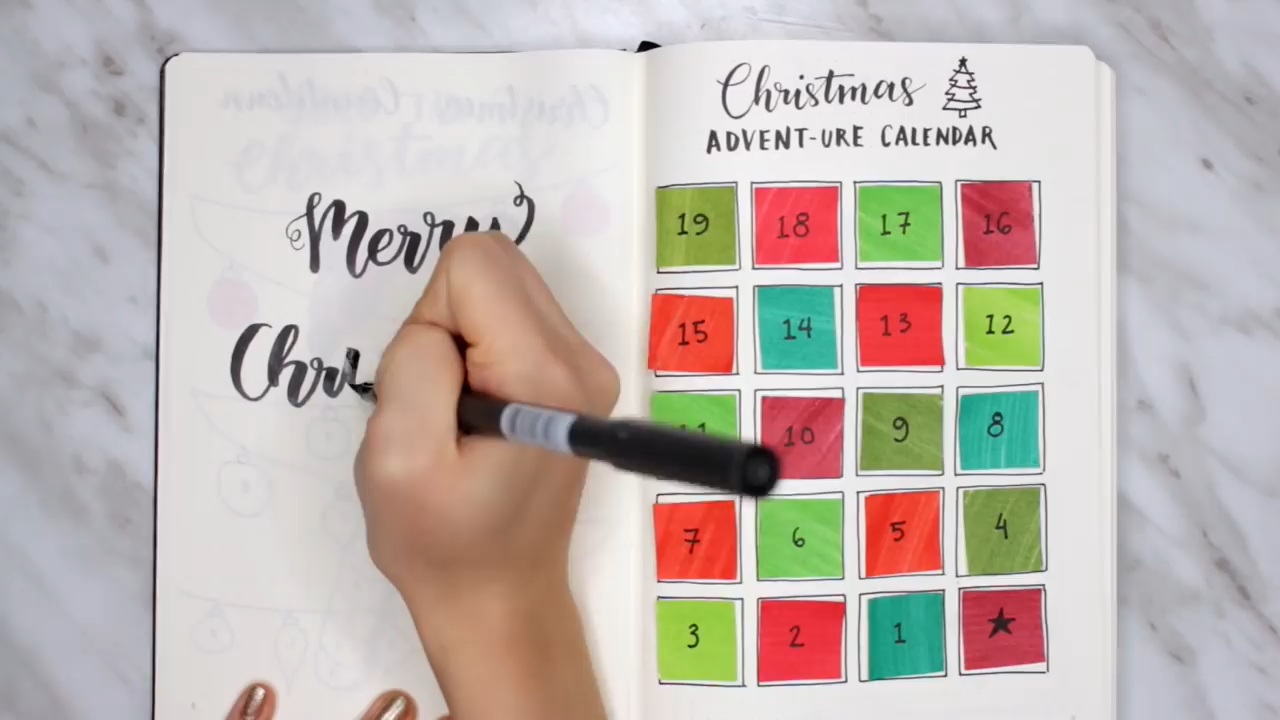 Merry
Chri
Christmas
ADVENT-URE CALENDAR
19 18 17 16
15 14 13 12
10 9 8
7 6 5 4
3 2 1